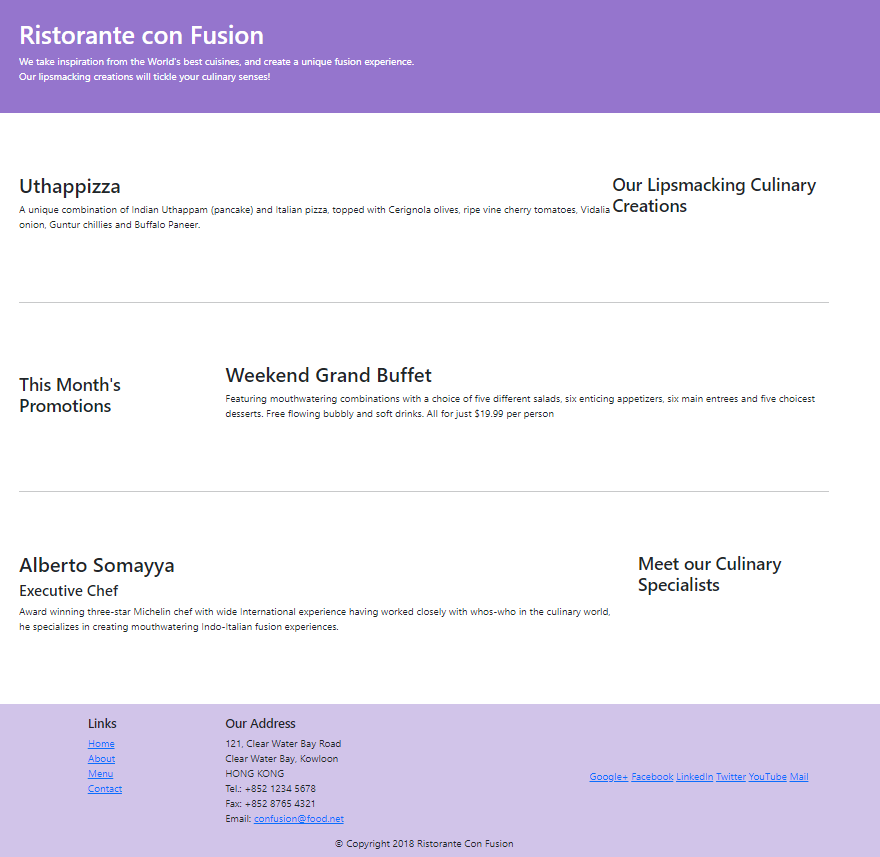 Ristorante con Fusion
We take inspiration from the World's best cuisines, and create a unique fusion experience.
Our lipsmacking creations will tickle your culinary senses!
Uthappizza
A unique combination of Indian Uthappam (pancake) and Italian pizza, topped with Cerignola olives, ripe vine cherry tomatoes, Vidalia
onion, Guntur chillies and Buffalo Paneer.
Our Lipsmacking Culinary
Creations
This Month's
Promotions
Weekend Grand Buffet
Featuring mouthwatering combinations with a choice of five different salads, six enticing appetizers, six main entrees and five choicest
desserts. Free flowing bubbly and soft drinks. All for just $19.99 per person
Alberto Somayya
Executive Chef
Award winning three-star Michelin chef with wide International experience having worked closely with whos-who in the culinary world,
he specializes in creating mouthwatering Indo-Italian fusion experiences.
Meet our Culinary
Specialists
Links
Home
About
Menu
Contact
Our Address
121, Clear Water Bay Road
Clear Water Bay, Kowloon
HONG KONG
Tel.: +852 1234 5678
Fax: +852 8765 4321
Email: confusion@food.net
Google+ Facebook LinkedIn Twitter YouTube Mail
© Copyright 2018 Ristorante Con Fusion